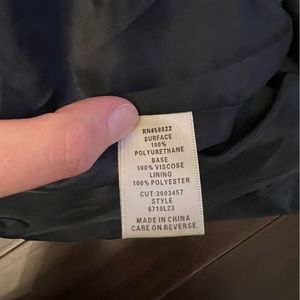 RN#58822
SURFACE
100%
POLYURETHANE
BASE
100% VISCOSE
LINING
100% POLYESTER
CUT:3003457
STYLE
6710L23
MADE IN CHINA
CARE ON REVERSE